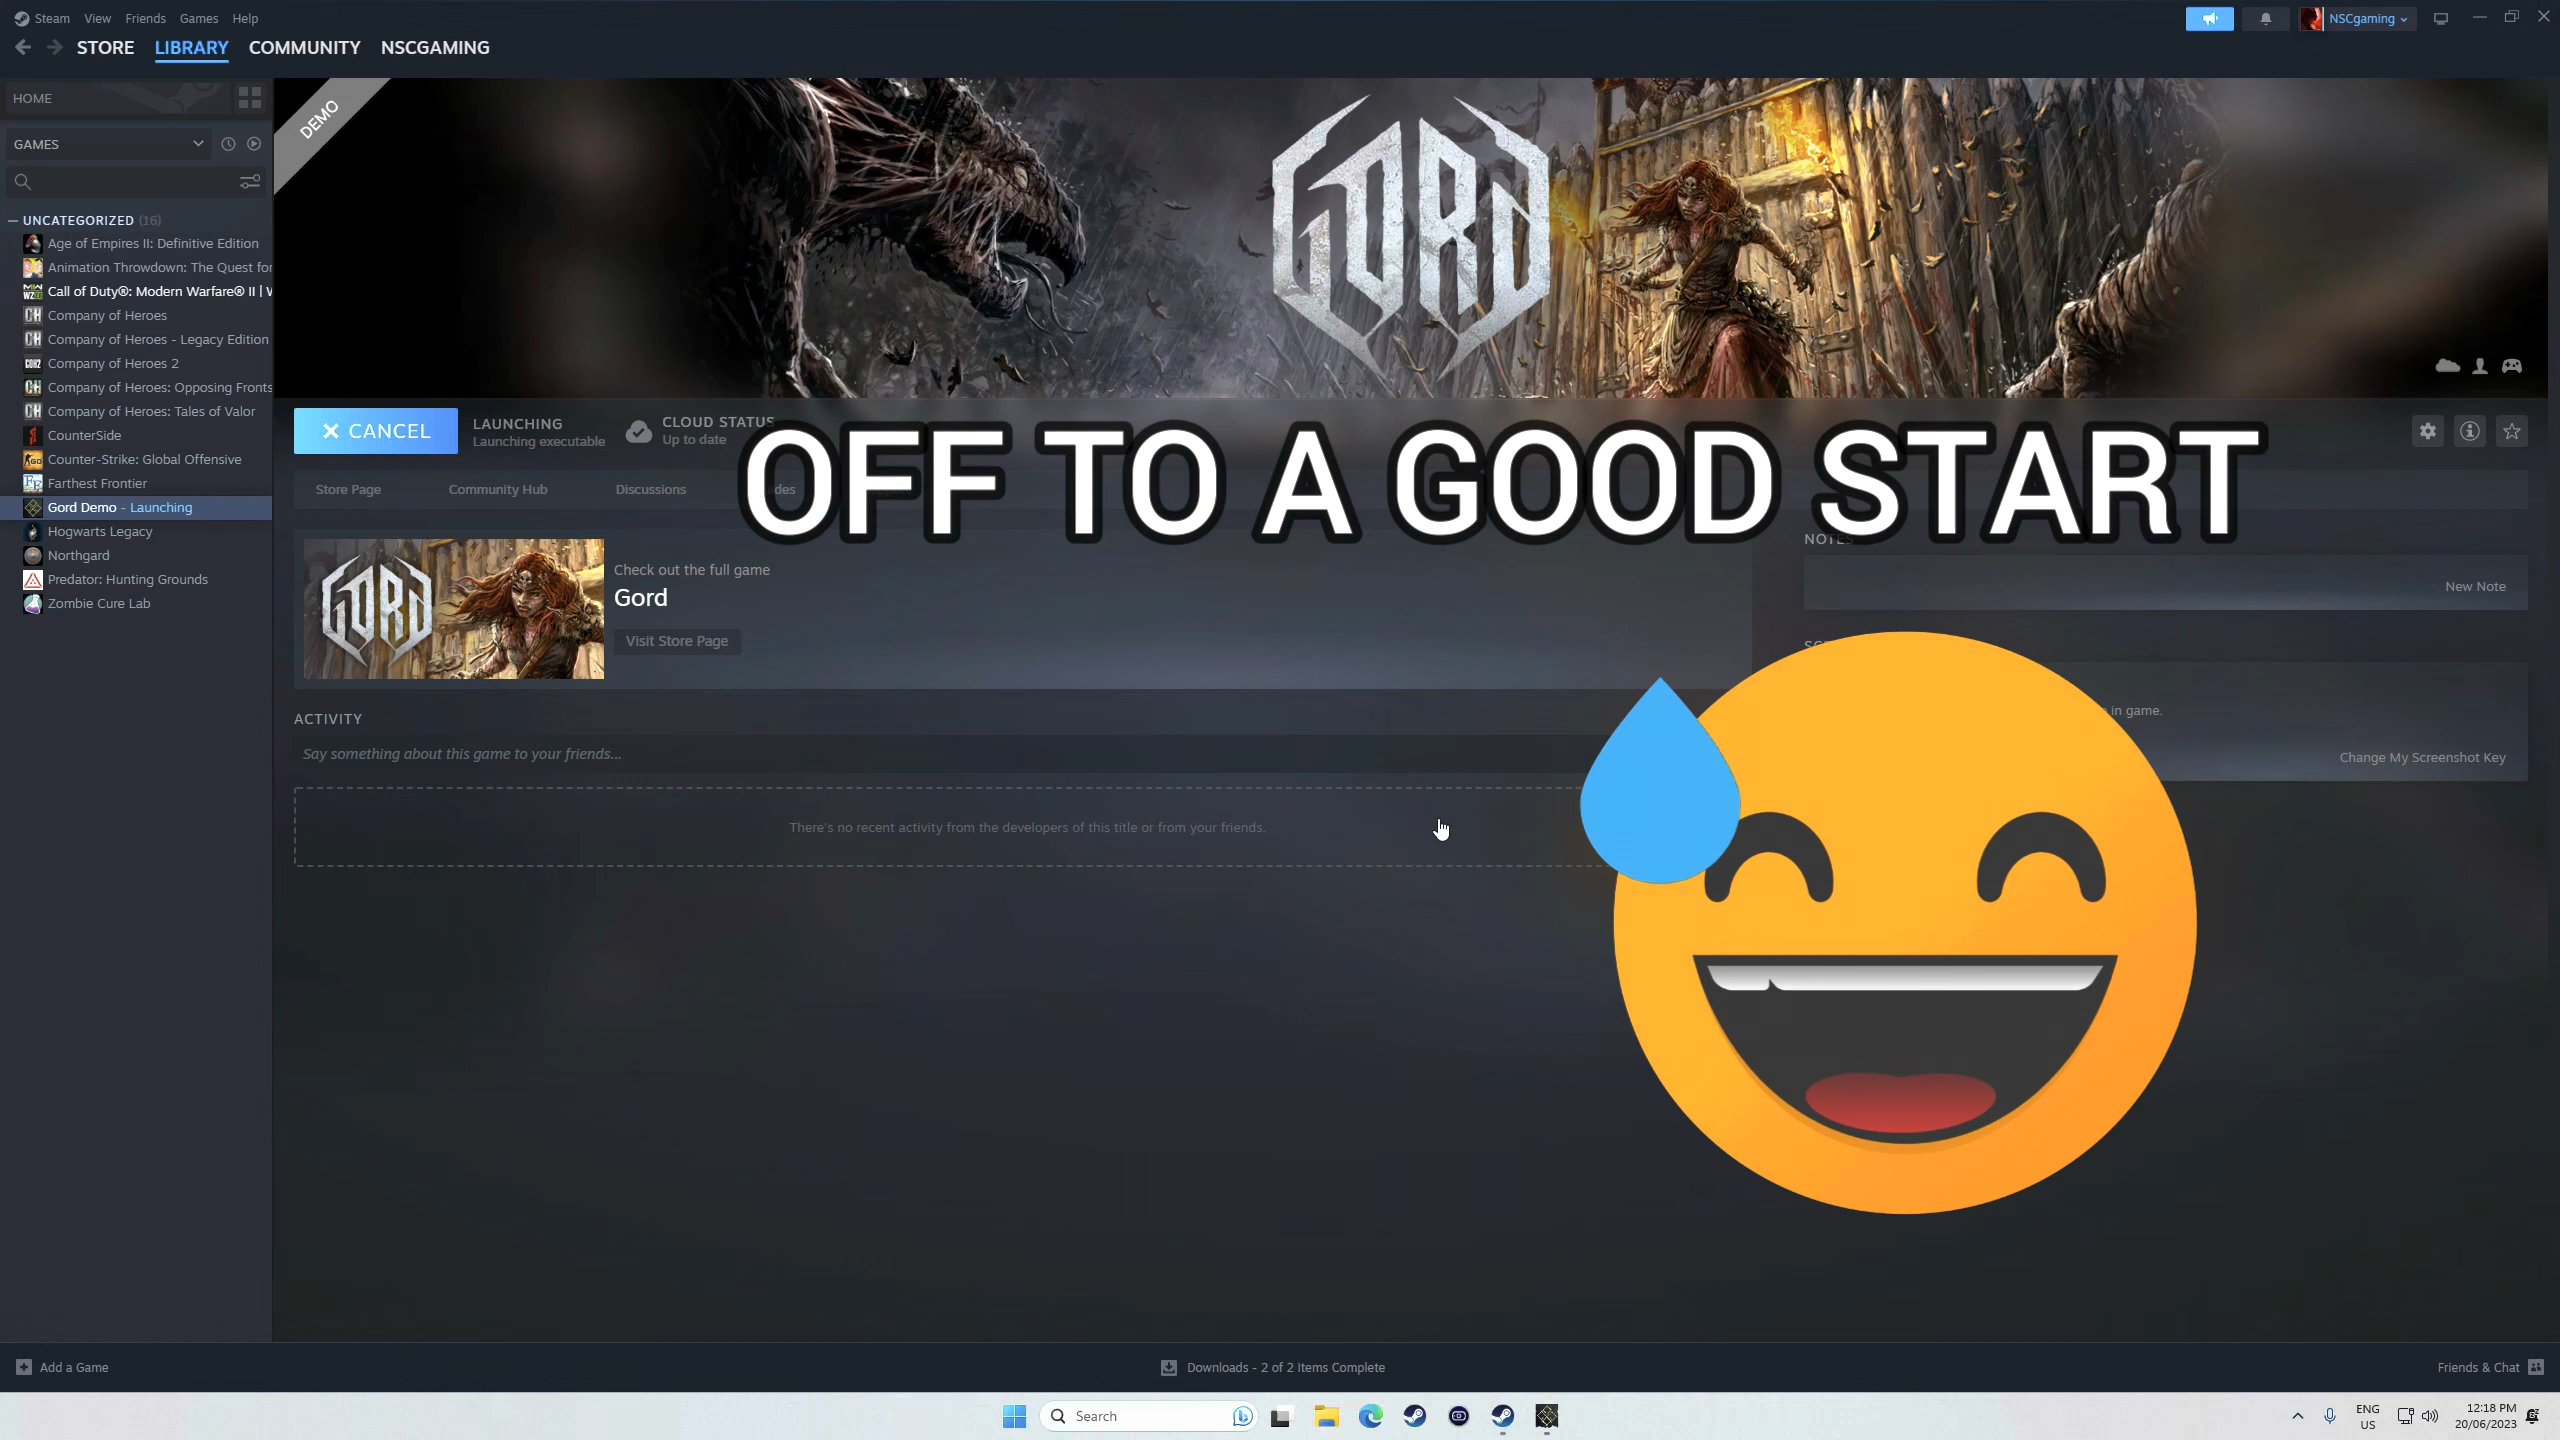 Steam View Friends Games Help
NSCgaming
STORE LIBRARY COMMUNITY NSCGAMING
HOME
GAMES
UNCATEGORIZED (16)
Age of Empires II: Definitive Edition
Animation Throwdown: The Quest for
Call of Duty®: Modern Warfare® II |
Company of Heroes
Company of Heroes - Legacy Edition
Company of Heroes 2
Company of Heroes: Opposing Fronts
Company of Heroes: Tales of Valor
CounterSide
Counter-Strike: Global Offensive
Farthest Frontier
Gord Demo - Launching
Hogwarts Legacy
Northgard
Predator: Hunting Grounds
Zombie Cure Lab
DEMO
GORD
CANCEL
LAUNCHING
Launching executable
CLOUD STATUS
Up to date
OFF TO A GOOD START
Store Page Community Hub Discussions
NOTES
New Note
GORD
Check out the full game
Gord
Visit Store Page
in game.
Change My Screenshot Key
ACTIVITY
Say something about this game to your friends...
There's no recent activity from the developers of this title or from your friends.
Add a Game
Downloads - 2 of 2 Items Complete
Friends & Chat
Search
ENG
US
12:18 PM
20/06/2023